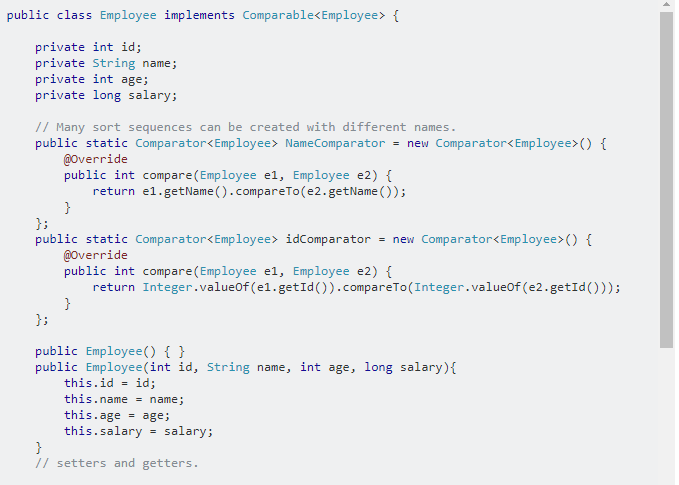 public class Employee implements Comparable<Employee> {
private int id;
private String name;
private int age;
private long salary;
// Many sort sequences can be created with different names.
public static Comparator<Employee> NameComparator = new Comparator<Employee>() {
@Override
public int compare(Employee e1, Employee e2) {
return e1.getName().compareTo(e2.getName());
}
};
public static Comparator<Employee> idComparator = new Comparator<Employee>() {
@Override
public int compare(Employee e1, Employee e2) {
return Integer.valueOf(e1.getId()).compareTo(Integer.valueOf(e2.getId()));
}
};
public Employee() { }
public Employee(int id, String name, int age, long salary){
this.id = id;
this.name = name;
this.age = age;
this.salary = salary;
}
// setters and getters.